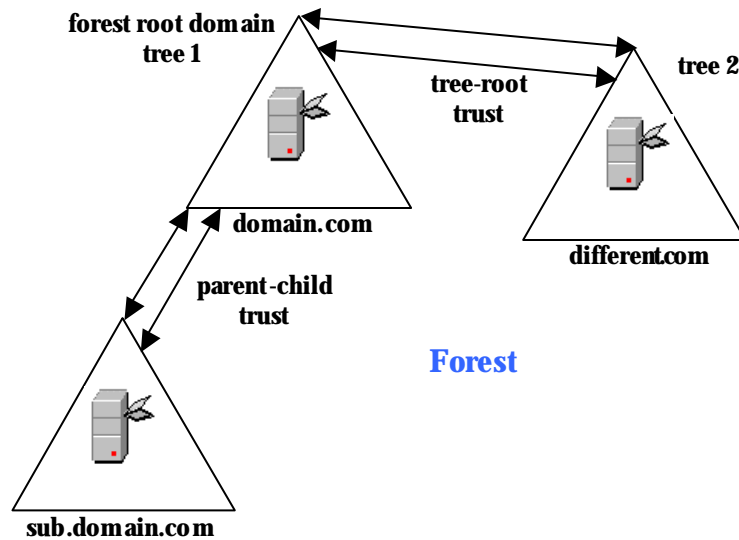 forest root domain
tree 1
tree 2
tree-root
trust
domain.com
different.com
parent-child
trust
Forest
sub.domain.com